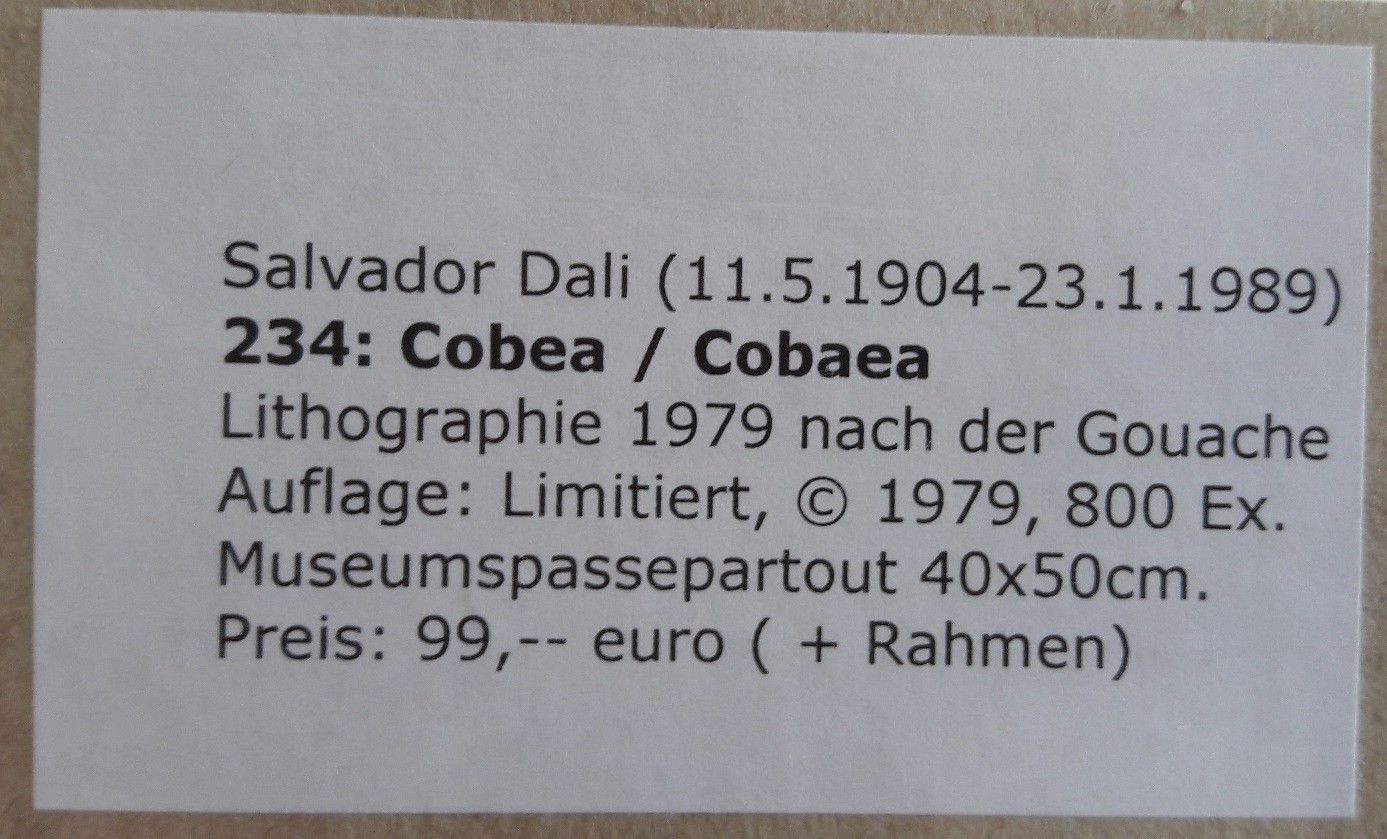 Salvador Dali (11.5.1904-23.1.1989)
234: Cobea / Cobaea
Lithographie 1979 nach der Gouache
Auflage: Limitiert, © 1979, 800 Ex.
Museumspassepartout 40x50cm.
Preis: 99,-- euro ( + Rahmen)